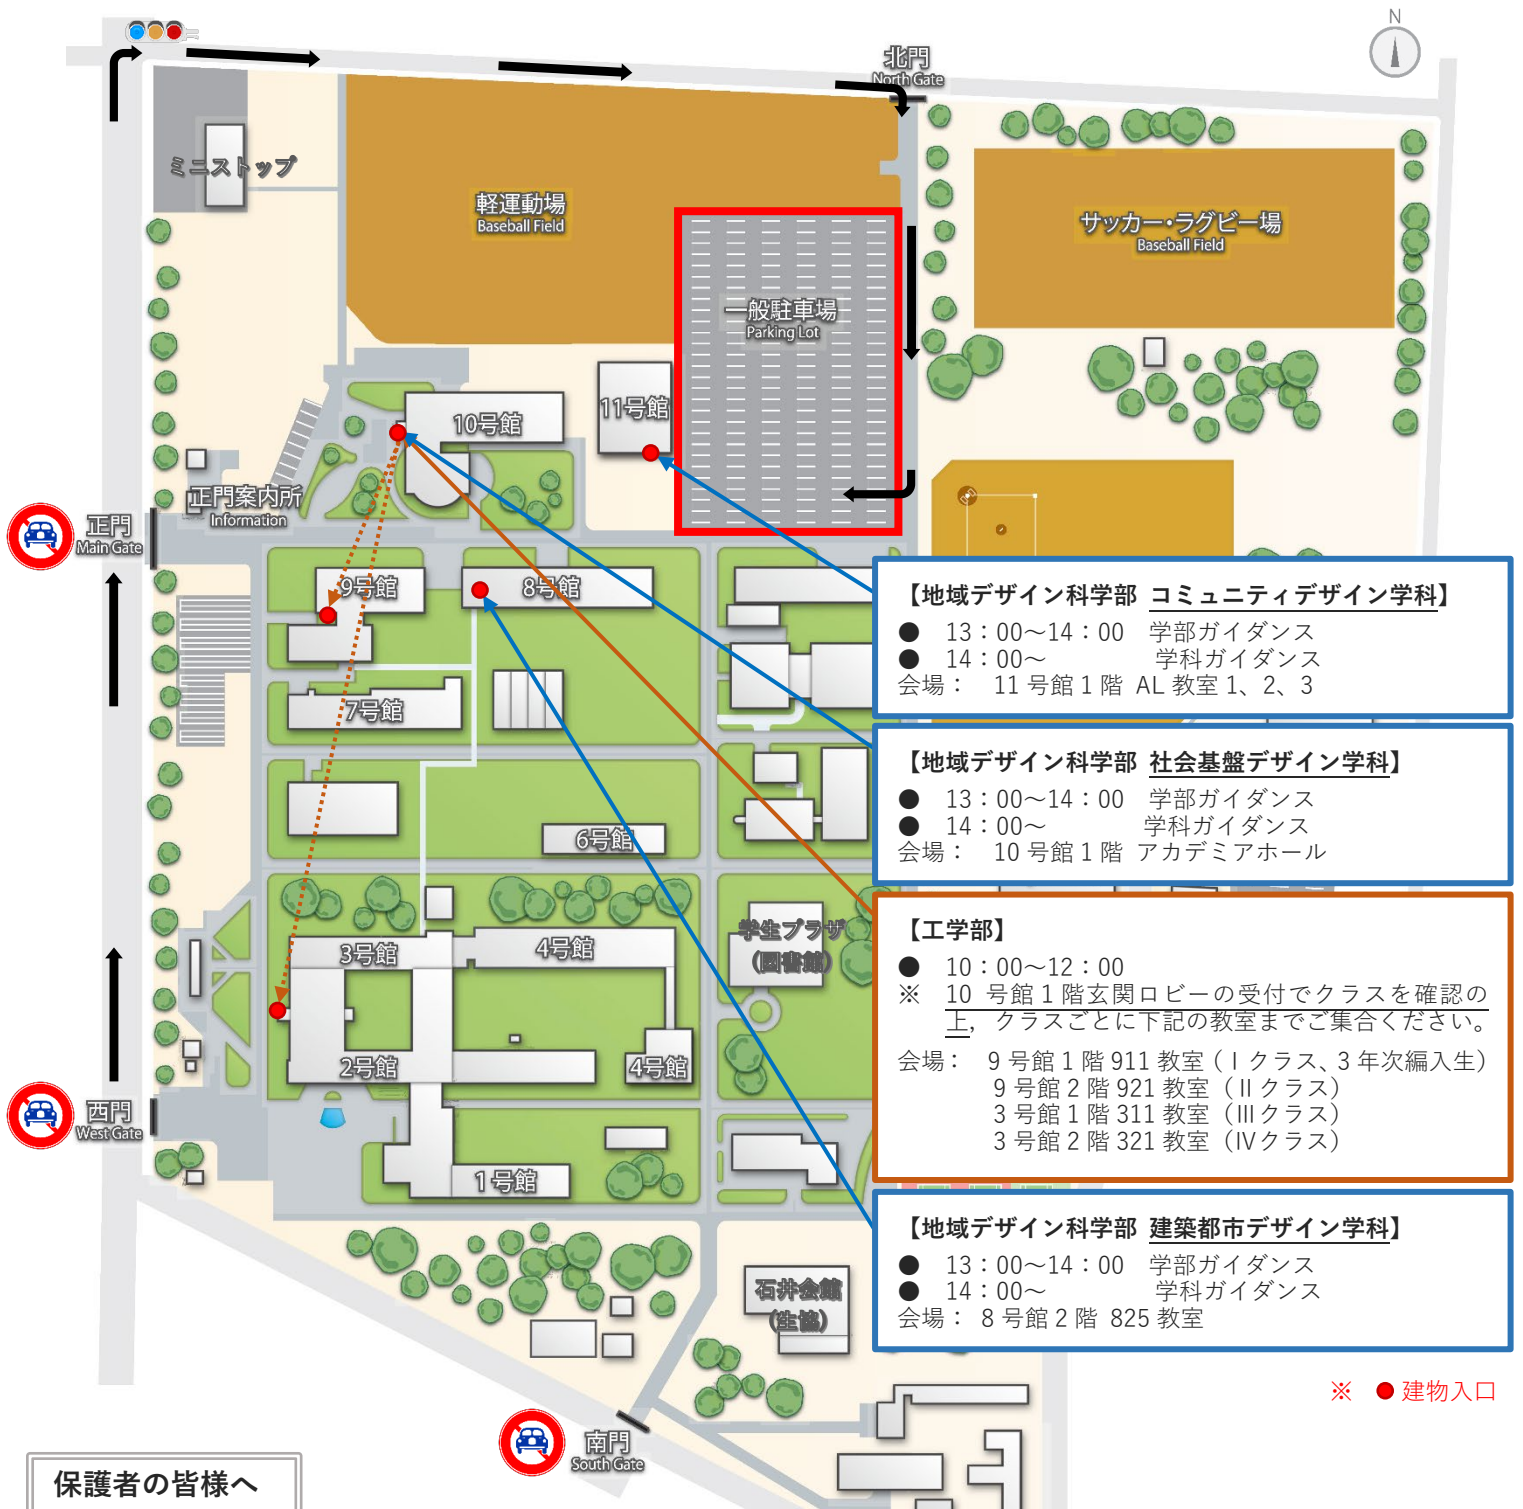 N
北門
North Gate
ミニストップ
軽運動場
Baseball Field
サッカー・ラグビー場
Baseball Field
一般駐車場
Parking Lot
10号館
11号館
正門案内所
Information
正門
Main Gate
9号館
8号館
7号館
6号館
3号館
4号館
学生プラザ
(図書館)
2号館
4号館
西門
West Gate
1号館
石井会館
(生協)
南門
South Gate
【地域デザイン科学部 コミュニティデザイン学科】
● 13：00～14：00 学部ガイダンス
● 14：00～ 学科ガイダンス
会場： 11 号館 1 階 AL 教室 1、2、3
【地域デザイン科学部 社会基盤デザイン学科】
● 13：00～14：00 学部ガイダンス
● 14：00～ 学科ガイダンス
会場： 10 号館 1 階 アカデミアホール
【工学部】
● 10：00～12：00
※ 10 号館 1 階玄関ロビーの受付でクラスを確認の
上, クラスごとに下記の教室までご集合ください。
会場： 9 号館 1 階 911 教室（Ⅰクラス、3 年次編入生）
9 号館 2 階 921 教室（Ⅱクラス）
3 号館 1 階 311 教室（Ⅲクラス）
3 号館 2 階 321 教室（Ⅳクラス）
【地域デザイン科学部 建築都市デザイン学科】
● 13：00～14：00 学部ガイダンス
● 14：00～ 学科ガイダンス
会場： 8 号館 2 階 825 教室
※ ●建物入口
保護者の皆様へ